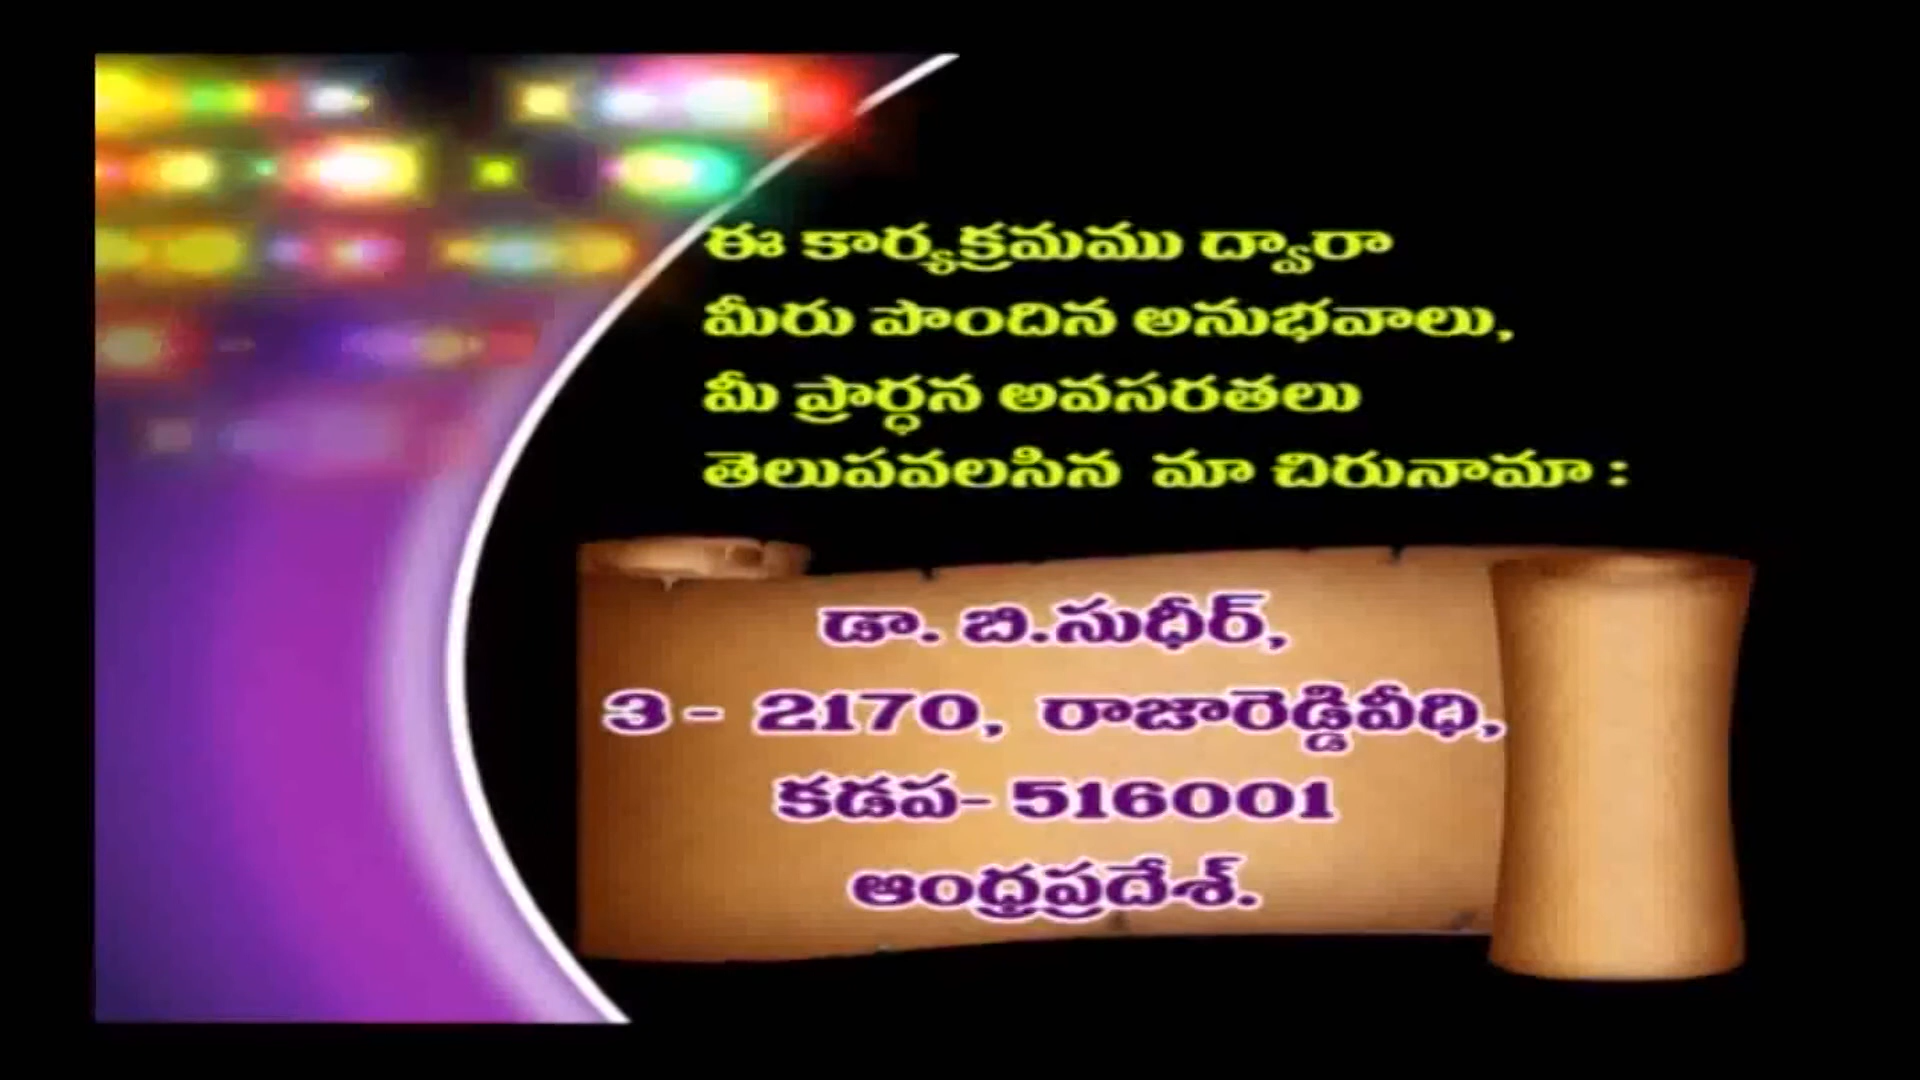 ఈ కార్యక్రమము ద్వారా
మీరు పొందిన అనుభవాలు,
మీ ప్రార్ధన అవసరతలు
తెలుపవలసిన మా చిరునామా :
డా. బి.సుధీర్,
3 - 2170, రాజారెడ్డివీధి,
కడప- 516001
ఆంధ్రప్రదేశ్.